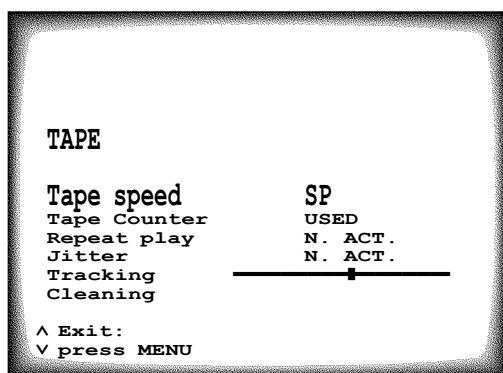 TAPE
Tape speed SP
Tape Counter USED
Repeat play N. ACT.
Jitter N. ACT.
Tracking
Cleaning
^ Exit:
v press MENU